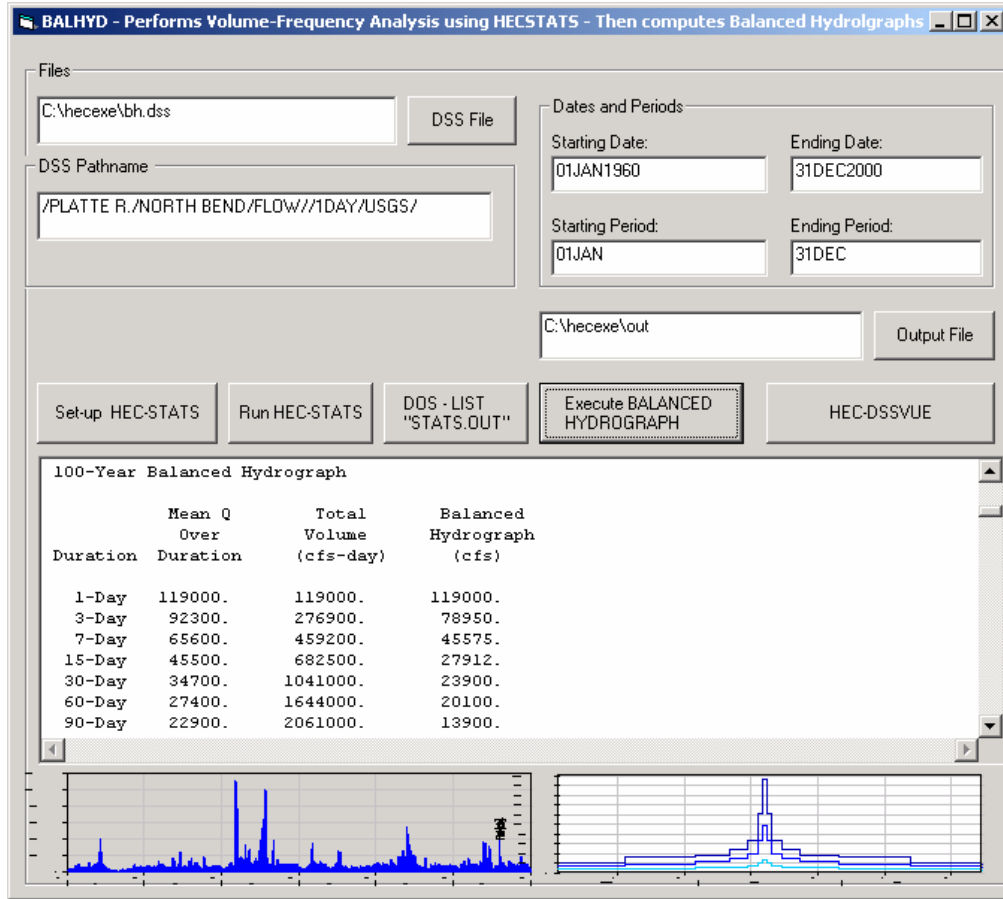 BALHYD - Performs Volume-Frequency Analysis using HECSTATS - Then computes Balanced Hydrolgraphs
Files
C:\hecexe\bh.dss
DSS File
DSS Pathname
/PLATTE R./NORTH BEND/FLOW//1DAY/USGS/
Dates and Periods
Starting Date:
Ending Date:
01JAN1960
31DEC2000
Starting Period:
Ending Period:
01JAN
31DEC
C:\hecexe\out
Output File
Set-up HEC-STATS
Run HEC-STATS
DOS - LIST
"STATS.OUT"
Execute BALANCED
HYDROGRAPH
HEC-DSSVUE
100-Year Balanced Hydrograph
Mean Q Total Balanced
Over Volume Hydrograph
Duration Duration (cfs-day) (cfs)
1-Day 119000. 119000. 119000.
3-Day 92300. 276900. 78950.
7-Day 65600. 459200. 45575.
15-Day 45500. 682500. 27912.
30-Day 34700. 1041000. 23900.
60-Day 27400. 1644000. 20100.
90-Day 22900. 2061000. 13900.